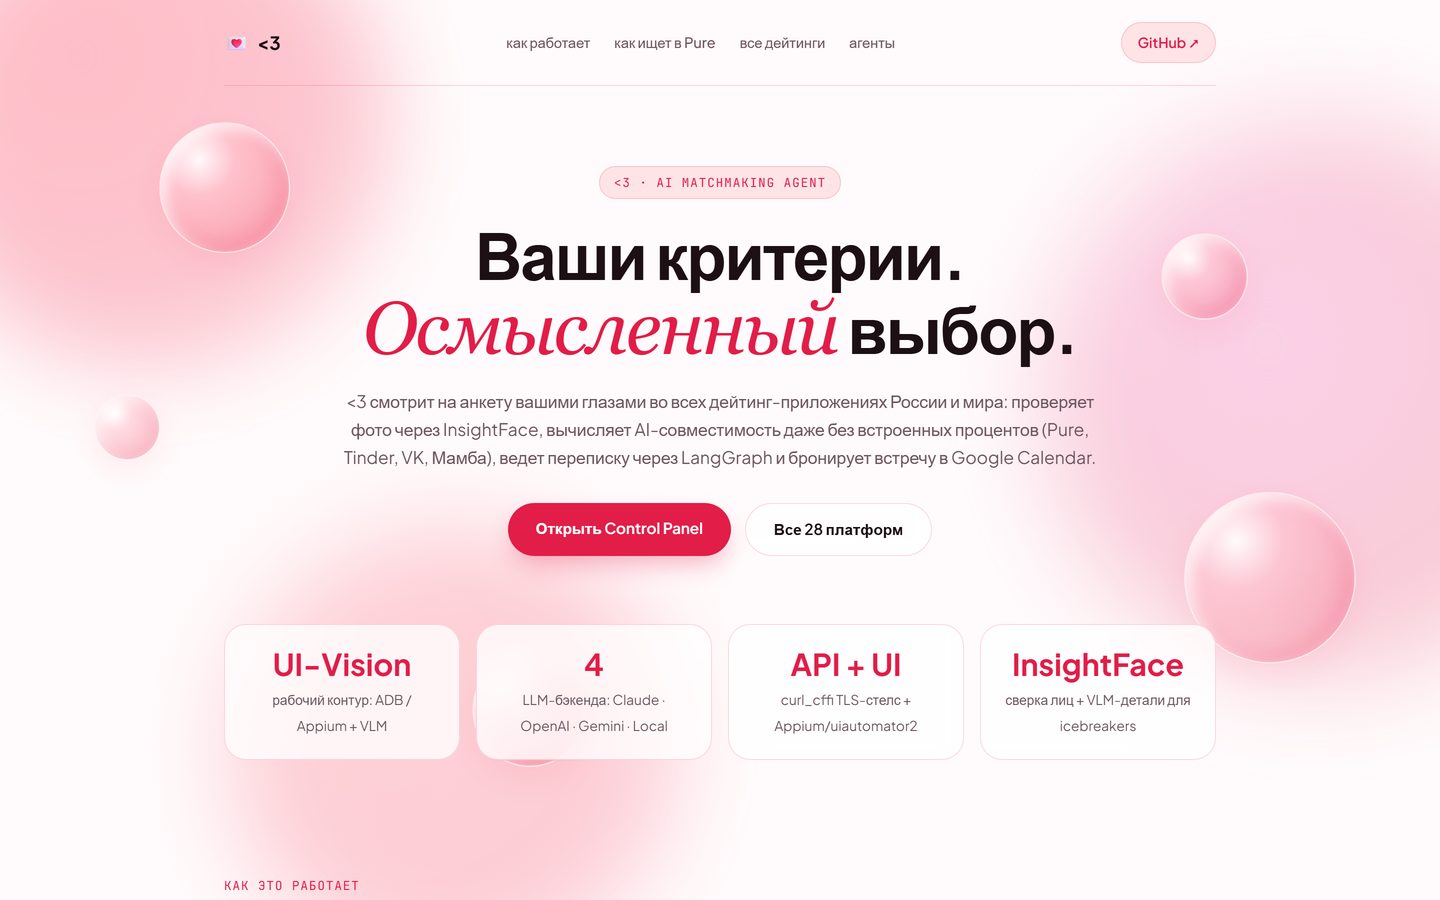 <3
как работает
как ищет в Pure
все дейтинги
агенты
GitHub ↗
<3 · AI MATCHMAKING AGENT
Ваши критерии.
Осмысленный выбор.
<3 смотрит на анкету вашими глазами во всех дейтинг-приложениях России и мира: проверяет
фото через InsightFace, вычисляет AI-совместимость даже без встроенных процентов (Pure,
Tinder, VK, Мамба), ведет переписку через LangGraph и бронирует встречу в Google Calendar.
Открыть Control Panel
Все 28 платформ
UI-Vision
рабочий контур: ADB /
Appium + VLM
4
LLM-бэкенда: Claude ·
OpenAI · Gemini · Local
API + UI
curl_cffi TLS-стелс +
Appium/uiautomator2
InsightFace
сверка лиц + VLM-детали для
icebreakers
КАК ЭТО РАБОТАЕТ